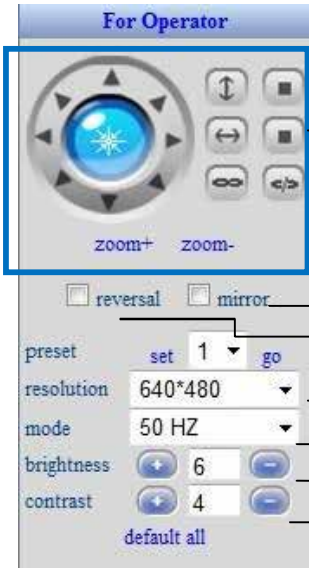 For Operator
zoom+ zoom-
reversal mirror
preset set 1 go
resolution 640*480
mode 50 HZ
brightness 6
contrast 4
default all